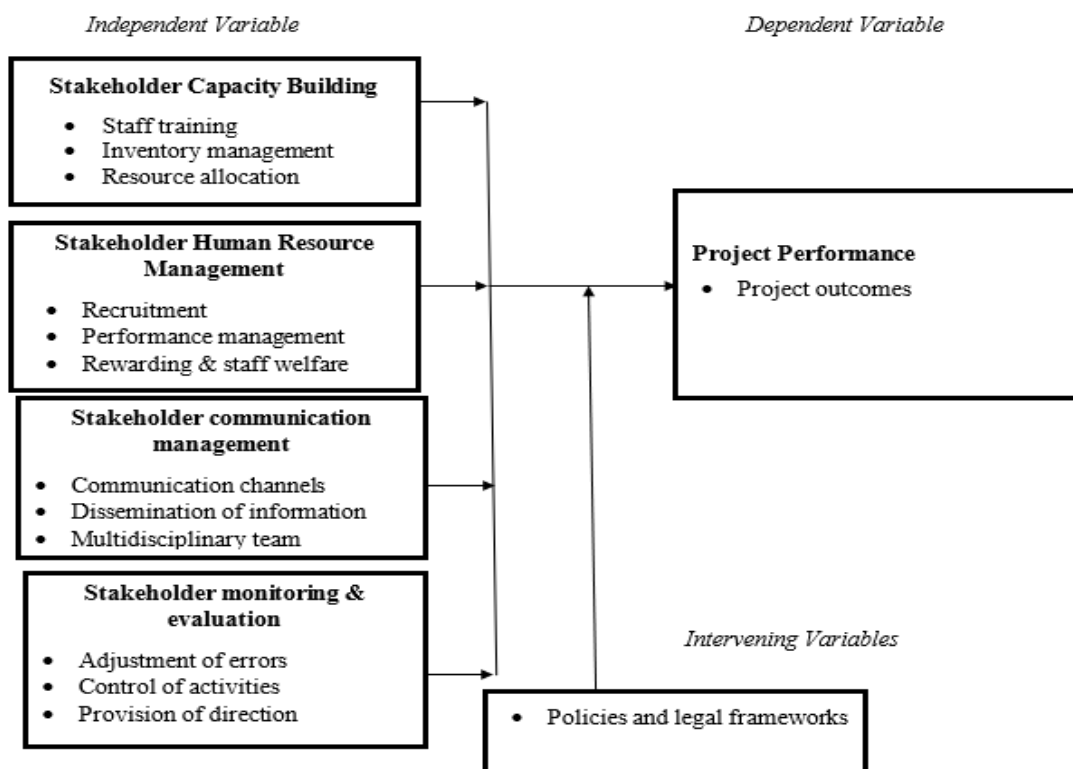 Independent Variable
Dependent Variable
Stakeholder Capacity Building
• Staff training
• Inventory management
• Resource allocation
Stakeholder Human Resource
Management
• Recruitment
• Performance management
• Rewarding & staff welfare
Project Performance
• Project outcomes
Stakeholder communication
management
• Communication channels
• Dissemination of information
• Multidisciplinary team
Stakeholder monitoring &
evaluation
• Adjustment of errors
• Control of activities
• Provision of direction
Intervening Variables
• Policies and legal frameworks